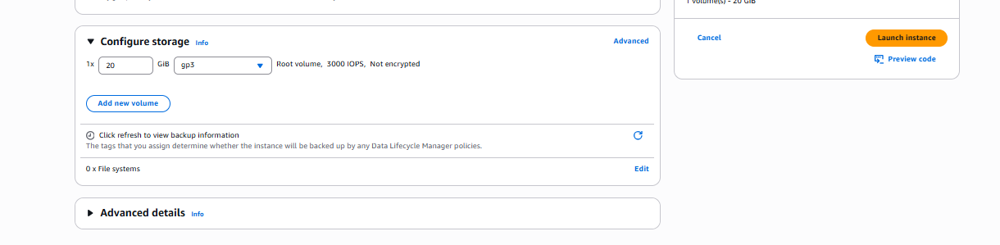 1 volume(s) - 20 GiB
Configure storage Info
Advanced
1x 20 GiB gp3 Root volume, 3000 IOPS, Not encrypted
Add new volume
Click refresh to view backup information
The tags that you assign determine whether the instance will be backed up by any Data Lifecycle Manager policies.
0 x File systems
Edit
Advanced details Info
Cancel
Launch instance
Preview code